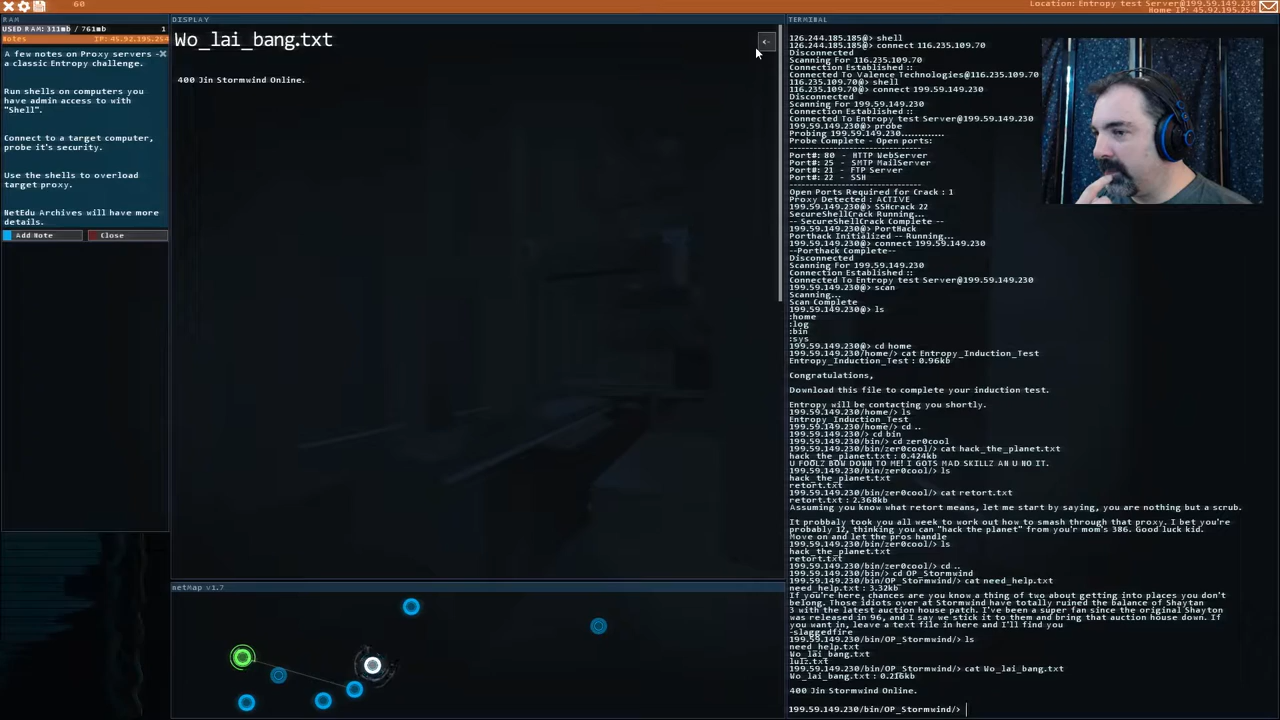 60
Location: Entropy test Server@199.59.149.230
Home IP: 45.92.195.254
RAM
USED RAM: 311mb / 761mb
1
Notes
IP: 45.92.195.254
A few notes on Proxy servers -
a classic Entropy challenge.
Run shells on computers you
have admin access to with
"Shell".
Connect to a target computer,
probe it's security.
Use the shells to overload
target proxy.
NetEdu Archives will have more
details.
Add Note
Close
DISPLAY
Wo_lai_bang.txt
<-
400 Jin Stormwind Online.
netMap v1.7
TERMINAL
126.244.185.185@> shell
126.244.185.185@> connect 116.235.109.70
Disconnected
Scanning For 116.235.109.70
Connection Established ::
Connected To Valence Technologies@116.235.109.70
116.235.109.70@> shell
116.235.109.70@> connect 199.59.149.230
Disconnected
Scanning For 199.59.149.230
Connection Established ::
Connected To Entropy test Server@199.59.149.230
199.59.149.230@> probe
Probing 199.59.149.230.............
Probe Complete - Open ports:
---------------------------------
Port#: 80 - HTTP WebServer
Port#: 25 - SMTP MailServer
Port#: 21 - FTP Server
Port#: 22 - SSH
---------------------------------
Open Ports Required for Crack : 1
Proxy Detected : ACTIVE
199.59.149.230@> SSHcrack 22
SecureShellCrack Running...
-- SecureShellCrack Complete --
199.59.149.230@> PortHack
Porthack Initialized -- Running...
199.59.149.230@> connect 199.59.149.230
--Porthack Complete--
Disconnected
Scanning For 199.59.149.230
Connection Established ::
Connected To Entropy test Server@199.59.149.230
199.59.149.230@> scan
Scanning...
Scan Complete
199.59.149.230@> ls
:home
:log
:bin
:sys
199.59.149.230@> cd home
199.59.149.230/home/> cat Entropy_Induction_Test
Entropy_Induction_Test : 0.96kb
Congratulations,
Download this file to complete your induction test.
Entropy will be contacting you shortly.
199.59.149.230/home/> ls
Entropy_Induction_Test
199.59.149.230/home/> cd ..
199.59.149.230@> cd bin
199.59.149.230/bin/> cd zer0cool
199.59.149.230/bin/zer0cool/> cat hack_the_planet.txt
hack_the_planet.txt : 0.424kb
U FOOLZ BOW DOWN TO ME! I GOTS MAD SKILLZ AN U NO IT.
199.59.149.230/bin/zer0cool/> ls
hack_the_planet.txt
retort.txt
199.59.149.230/bin/zer0cool/> cat retort.txt
retort.txt : 2.368kb
Assuming you know what retort means, let me start by saying, you are nothing but a scrub.
It probbaly took you all week to work out how to smash through that proxy. I bet you're
probably 12, thinking you can "hack the planet" from you'r mom's 386. Good luck kid.
Move on and let the pros handle
199.59.149.230/bin/zer0cool/> ls
hack_the_planet.txt
retort.txt
199.59.149.230/bin/zer0cool/> cd ..
199.59.149.230/bin/> cd OP_Stormwind
199.59.149.230/bin/OP_Stormwind/> cat need_help.txt
need_help.txt : 3.32kb
If you're here, chances are you know a thing of two about getting into places you don't
belong. Those idiots over at Stormwind have totally ruined the balance of Shaytan
3 with the latest auction house patch. I've been a super fan since the original Shayton
was released in 96, and I say we stick it to them and bring that auction house down. If
you want in, leave a text file in here and I'll find you
-slaggedfire
199.59.149.230/bin/OP_Stormwind/> ls
need_help.txt
Wo_lai_bang.txt
lulz.txt
199.59.149.230/bin/OP_Stormwind/> cat Wo_lai_bang.txt
Wo_lai_bang.txt : 0.216kb
400 Jin Stormwind Online.
199.59.149.230/bin/OP_Stormwind/>